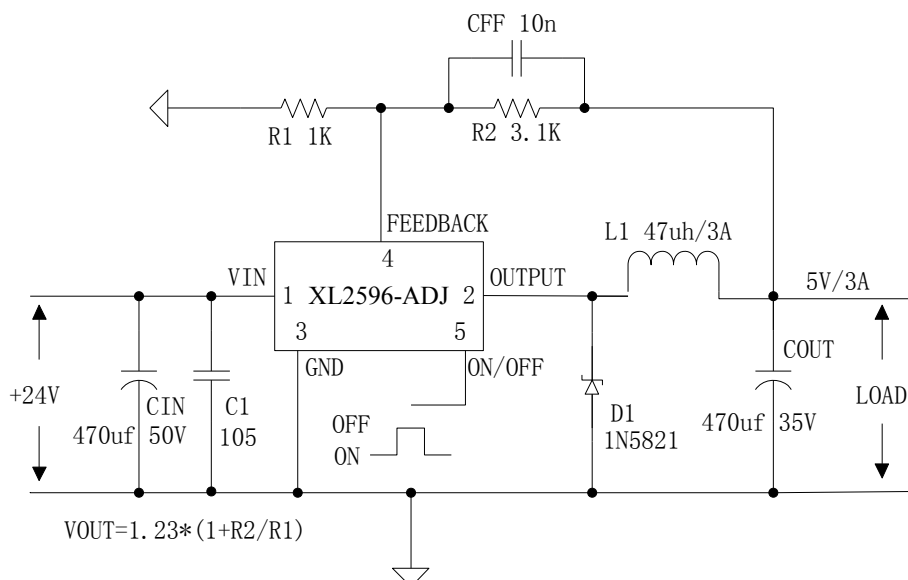 CFF 10n
R1 1K
R2 3.1K
FEEDBACK
4
L1 47uh/3A
VIN
OUTPUT
5V/3A
1 XL2596-ADJ 2
3
5
GND
ON/OFF
COUT
+24V
CIN
C1
D1
LOAD
470uf 50V
105
OFF
1N5821
470uf 35V
ON
VOUT=1.23*(1+R2/R1)